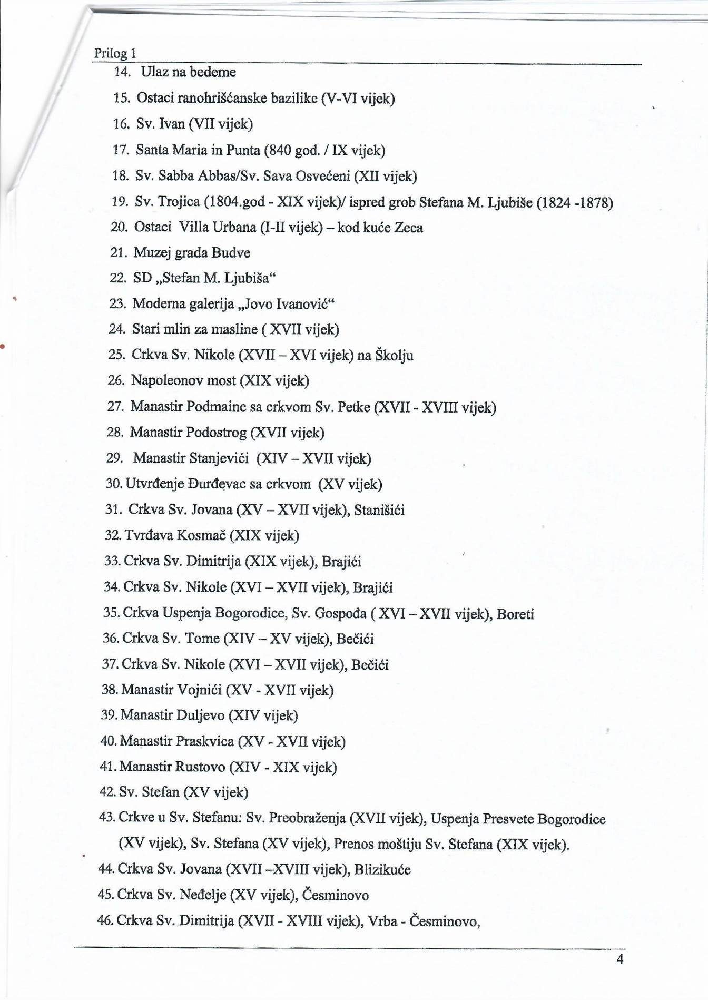 Prilog 1
14. Ulaz na bedeme
15. Ostaci ranohrišćanske bazilike (V-VI vijek)
16. Sv. Ivan (VII vijek)
17. Santa Maria in Punta (840 god. / IX vijek)
18. Sv. Sabba Abbas/Sv. Sava Osvećeni (XII vijek)
19. Sv. Trojica (1804.god - XIX vijek)/ ispred grob Stefana M. Ljubiše (1824 -1878)
20. Ostaci Villa Urbana (I-II vijek) – kod kuće Zeca
21. Muzej grada Budve
22. SD „Stefan M. Ljubiša“
23. Moderna galerija „Jovo Ivanović“
24. Stari mlin za masline ( XVII vijek)
25. Crkva Sv. Nikole (XVII – XVI vijek) na Školju
26. Napoleonov most (XIX vijek)
27. Manastir Podmaine sa crkvom Sv. Petke (XVII - XVIII vijek)
28. Manastir Podostrog (XVII vijek)
29. Manastir Stanjevići (XIV – XVII vijek)
30. Utvrđenje Đurđevac sa crkvom (XV vijek)
31. Crkva Sv. Jovana (XV – XVII vijek), Stanišići
32. Tvrđava Kosmač (XIX vijek)
33. Crkva Sv. Dimitrija (XIX vijek), Brajići
34. Crkva Sv. Nikole (XVI – XVII vijek), Brajići
35. Crkva Uspenja Bogorodice, Sv. Gospođa ( XVI – XVII vijek), Boreti
36. Crkva Sv. Tome (XIV – XV vijek), Bečići
37. Crkva Sv. Nikole (XVI – XVII vijek), Bečići
38. Manastir Vojnići (XV - XVII vijek)
39. Manastir Duljevo (XIV vijek)
40. Manastir Praskvica (XV - XVII vijek)
41. Manastir Rustovo (XIV - XIX vijek)
42. Sv. Stefan (XV vijek)
43. Crkve u Sv. Stefanu: Sv. Preobraženja (XVII vijek), Uspenja Presvete Bogorodice
(XV vijek), Sv. Stefana (XV vijek), Prenos moštiju Sv. Stefana (XIX vijek).
44. Crkva Sv. Jovana (XVII –XVIII vijek), Blizikuće
45. Crkva Sv. Neđelje (XV vijek), Česminovo
46. Crkva Sv. Dimitrija (XVII - XVIII vijek), Vrba - Česminovo,
4